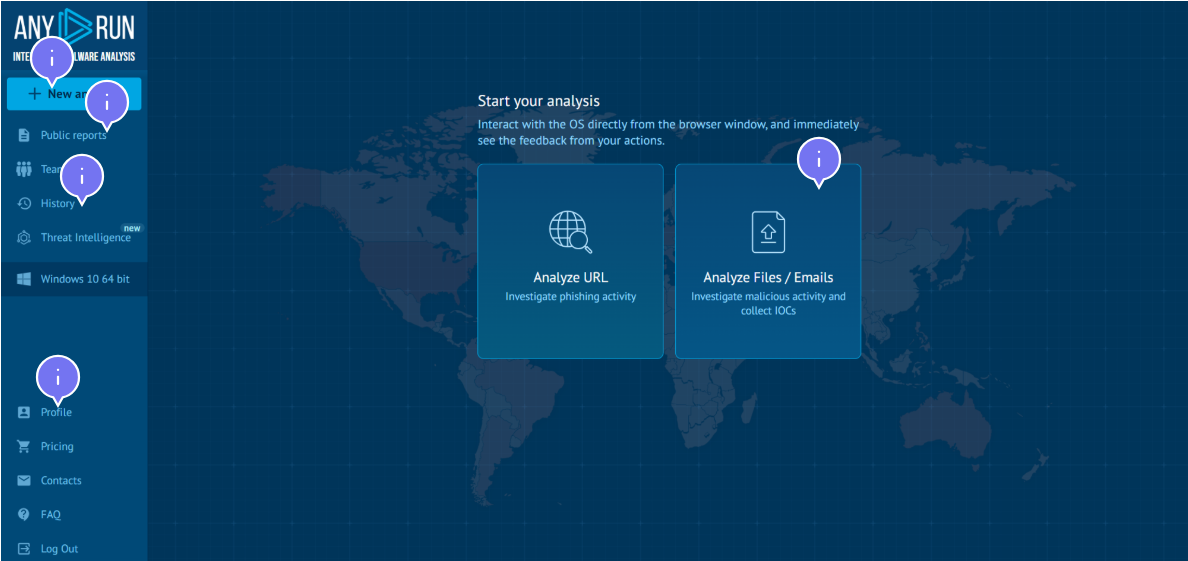 ANY RUN
INTE LWARE ANALYSIS
+ New an
Public reports
Tea
History
new
Threat Intelligence
Windows 10 64 bit
Profile
Pricing
Contacts
FAQ
Log Out
Start your analysis
Interact with the OS directly from the browser window, and immediately
see the feedback from your actions.
Analyze URL
Investigate phishing activity
Analyze Files / Emails
Investigate malicious activity and
collect IOCs
i
i
i
i
i